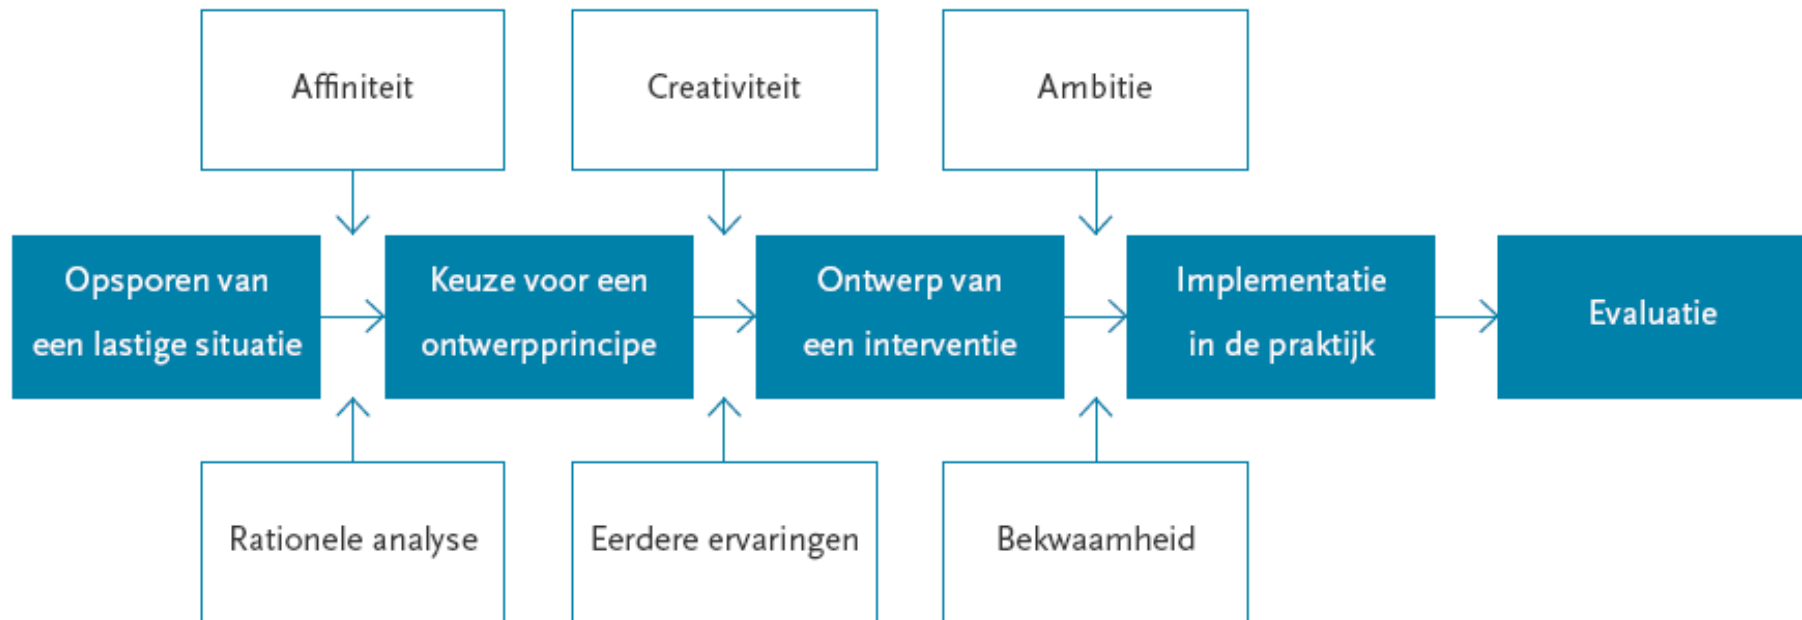 Affiniteit
Creativiteit
Ambitie
Opsporen van
een lastige situatie
Keuze voor een
ontwerpprincipe
Ontwerp van
een interventie
Implementatie
in de praktijk
Evaluatie
Rationele analyse
Eerdere ervaringen
Bekwaamheid